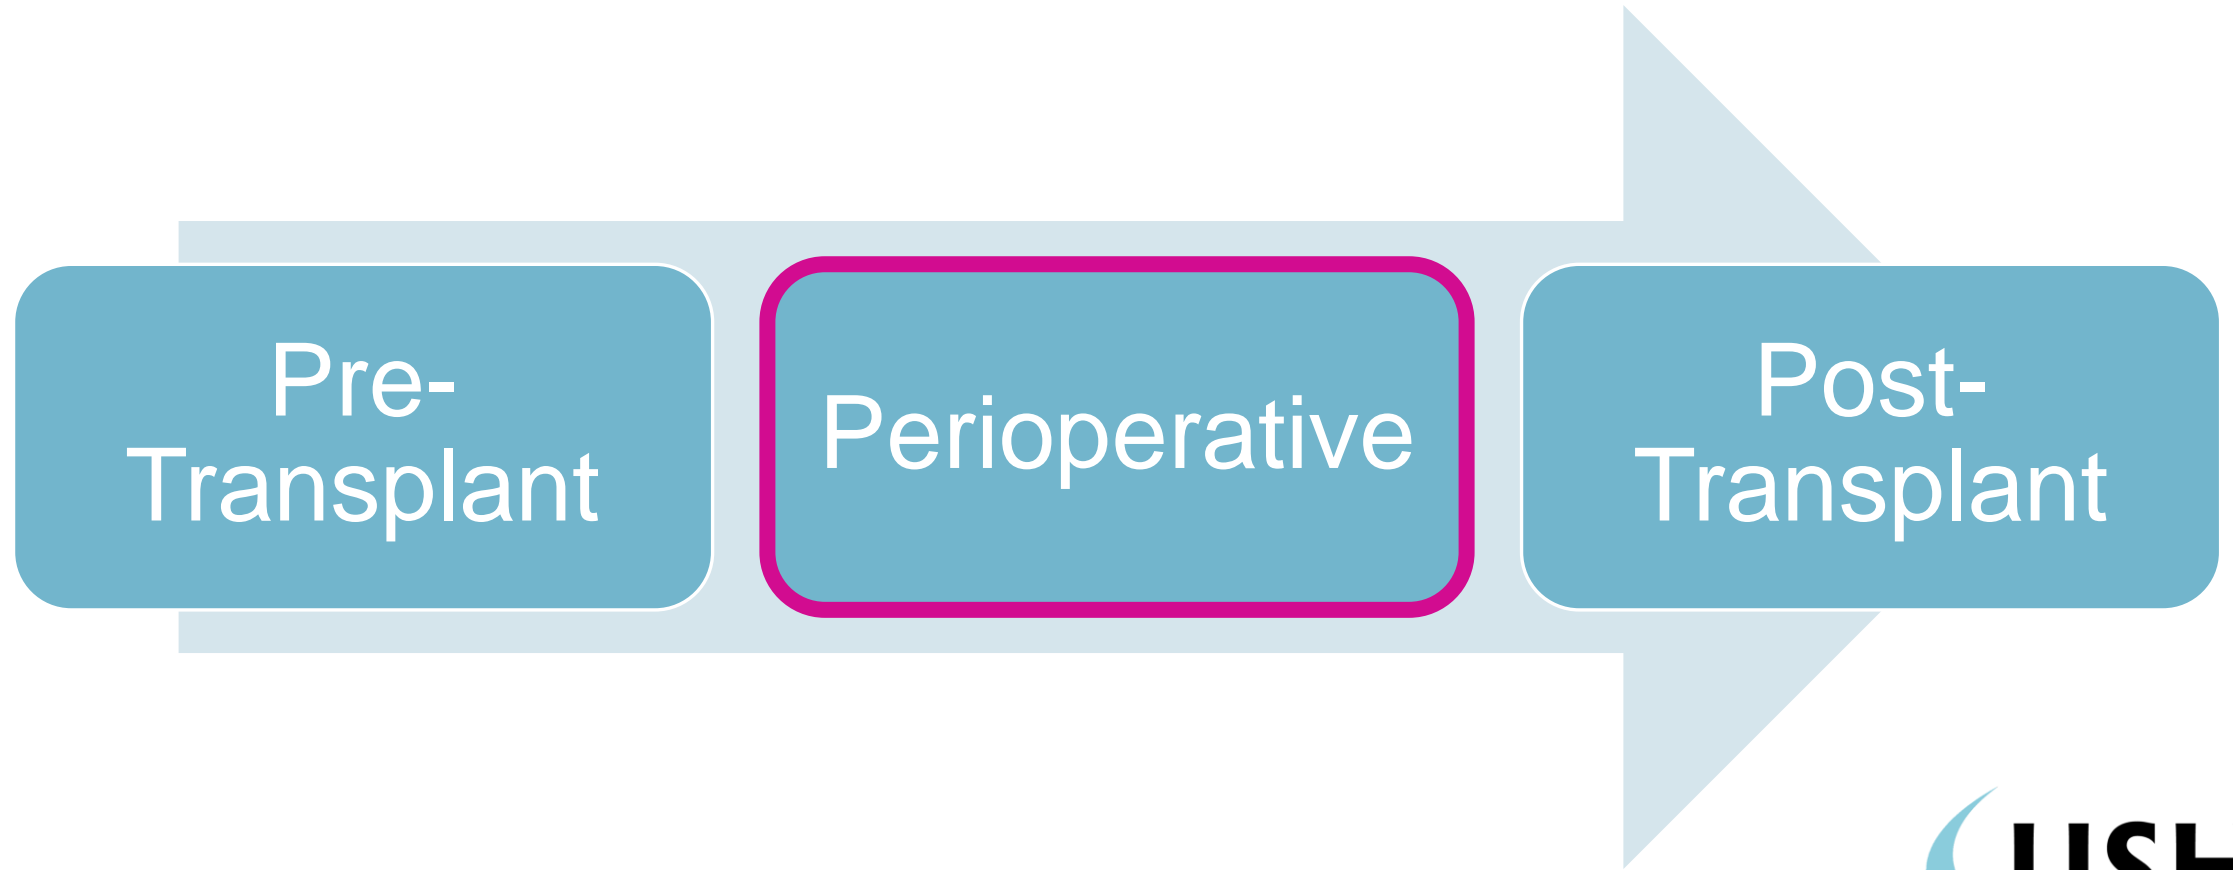 Pre-
Transplant
Perioperative
Post-
Transplant